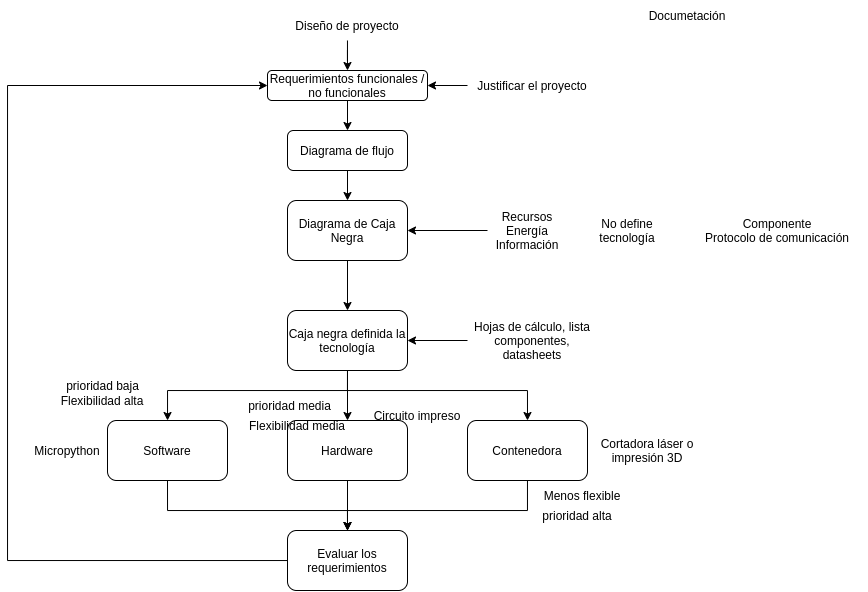 Documetación
Diseño de proyecto
Requerimientos funcionales /
no funcionales
Justificar el proyecto
Diagrama de flujo
Diagrama de Caja
Negra
Recursos
Energía
Información
No define
tecnología
Componente
Protocolo de comunicación
Caja negra definida la
tecnología
Hojas de cálculo, lista
componentes,
datasheets
prioridad baja
Flexibilidad alta
prioridad media
Flexibilidad media
Circuito impreso
Micropython
Software
Hardware
Contenedora
Cortadora láser o
impresión 3D
Menos flexible
prioridad alta
Evaluar los
requerimientos